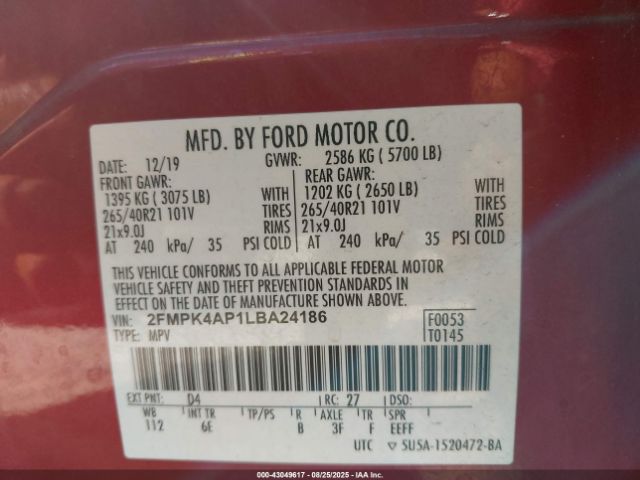 MFD. BY FORD MOTOR CO.
DATE: 12/19 GVWR: 2586 KG ( 5700 LB)
FRONT GAWR: REAR GAWR:
1395 KG ( 3075 LB) WITH 1202 KG ( 2650 LB) WITH
265/40R21 101V TIRES 265/40R21 101V TIRES
21x9.0J RIMS 21x9.0J RIMS
AT 240 kPa/ 35 PSI COLD AT 240 kPa/ 35 PSI COLD
THIS VEHICLE CONFORMS TO ALL APPLICABLE FEDERAL MOTOR
VEHICLE SAFETY AND THEFT PREVENTION STANDARDS IN
EFFECT ON THE DATE OF MANUFACTURE SHOWN ABOVE.
VIN: 2FMPK4AP1LBA24186 F0053
TYPE: MPV T0145
EXT PNT: D4 RC: 27 DSO:
WB INT TR TP/PS R AXLE TR SPR
112 6E B 3F F EEFF
UTC 5U5A-1520472-BA
000-43049617 - 08/25/2025 - IAA Inc.